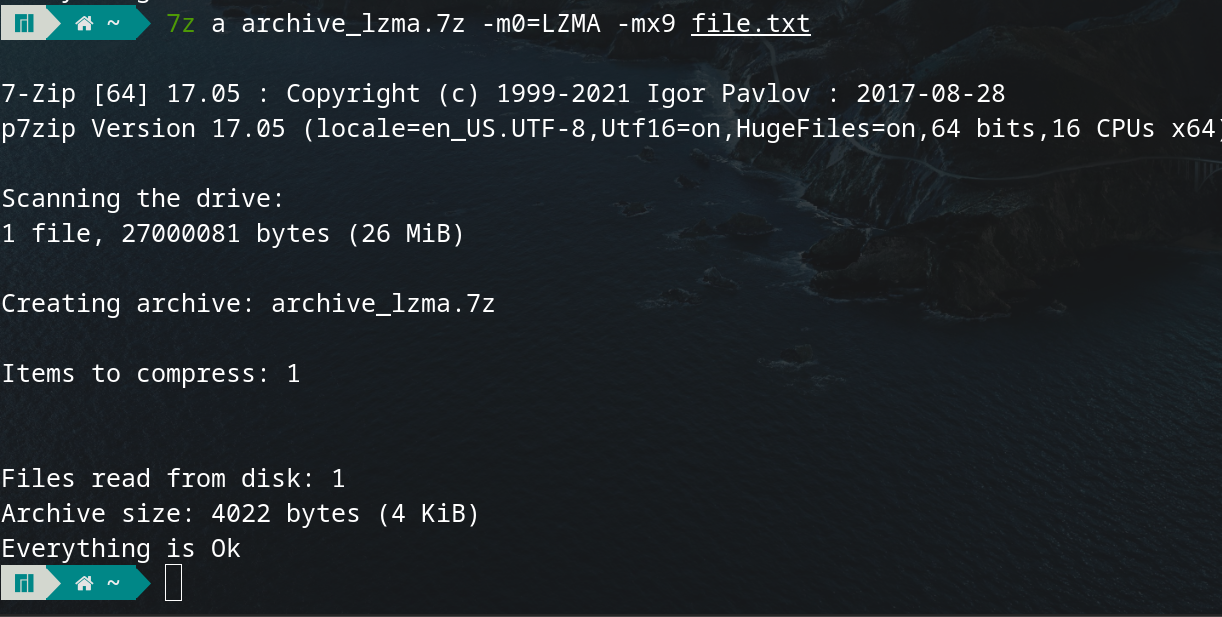 ~ 7z a archive_lzma.7z -m0=LZMA -mx9 file.txt
7-Zip [64] 17.05 : Copyright (c) 1999-2021 Igor Pavlov : 2017-08-28
p7zip Version 17.05 (locale=en_US.UTF-8,Utf16=on,HugeFiles=on,64 bits,16 CPUs x64)
Scanning the drive:
1 file, 27000081 bytes (26 MiB)
Creating archive: archive_lzma.7z
Items to compress: 1
Files read from disk: 1
Archive size: 4022 bytes (4 KiB)
Everything is Ok
~